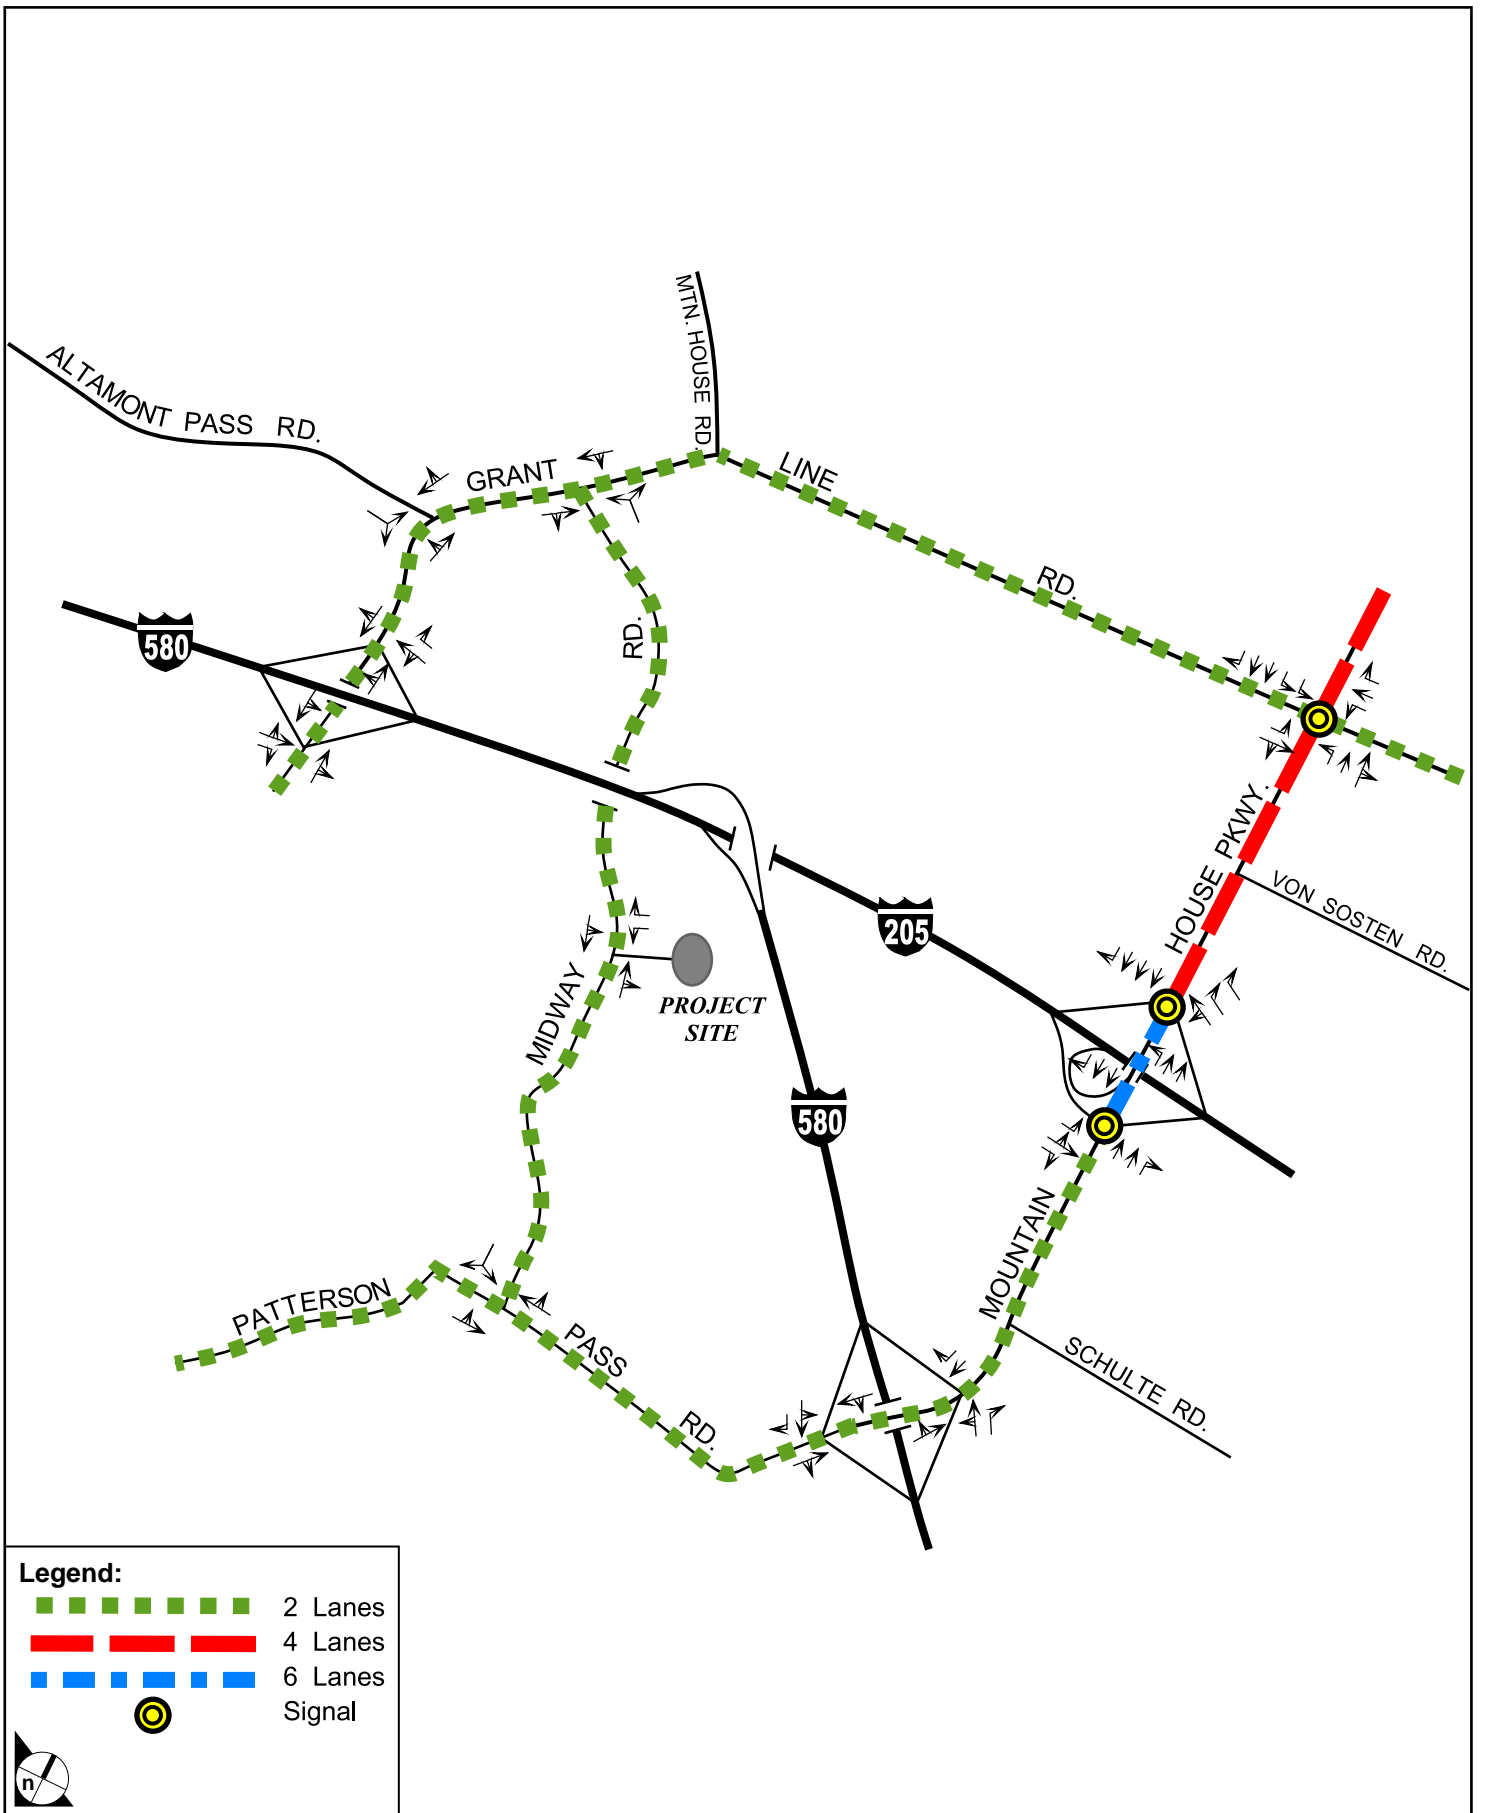 MTN. HOUSE RD.
ALTAMONT PASS RD.
GRANT
LINE
RD.
RD.
580
HOUSE PKWY.
VON SOSTEN RD.
205
MIDWAY
PROJECT
SITE
580
MOUNTAIN
PATTERSON
PASS
SCHULTE RD.
RD.
Legend:
2 Lanes
4 Lanes
6 Lanes
Signal
n